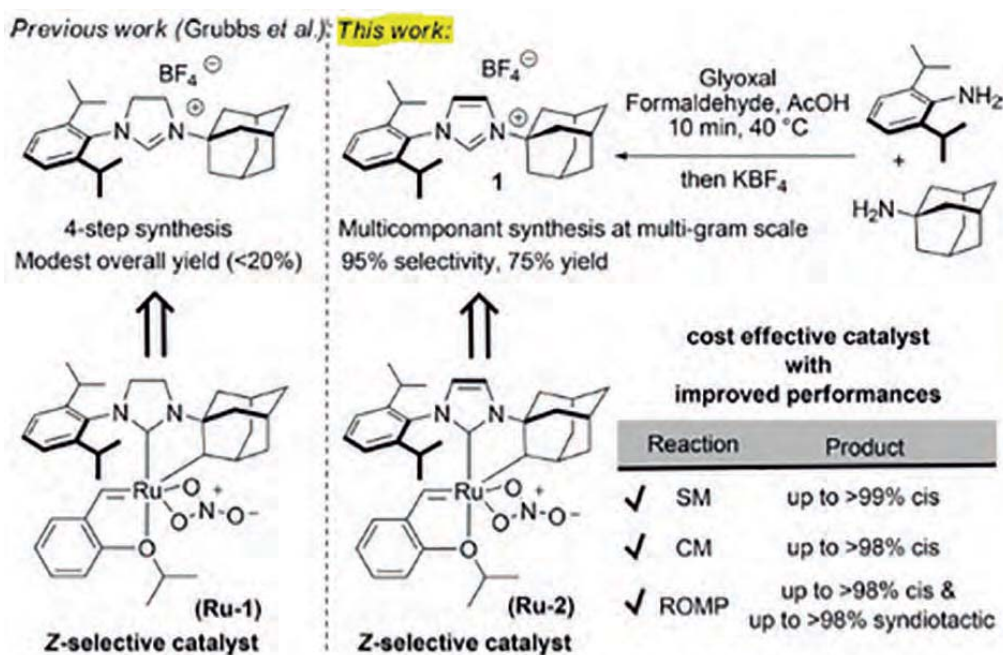 Previous work (Grubbs et al.):
BF4 ⊖
⊕
N N
4-step synthesis
Modest overall yield (<20%)
N N
Ru
O
O N + O−
O
(Ru-1)
Z-selective catalyst
This work:
BF4 ⊖
⊕
N N
1
Glyoxal
Formaldehyde, AcOH
10 min, 40 °C
then KBF4
NH2
+
H2N
Multicomponant synthesis at multi-gram scale
95% selectivity, 75% yield
N N
Ru
O
O N + O−
O
(Ru-2)
Z-selective catalyst
cost effective catalyst
with
improved performances
Reaction Product
✓ SM up to >99% cis
✓ CM up to >98% cis
✓ ROMP up to >98% cis &
up to >98% syndiotactic